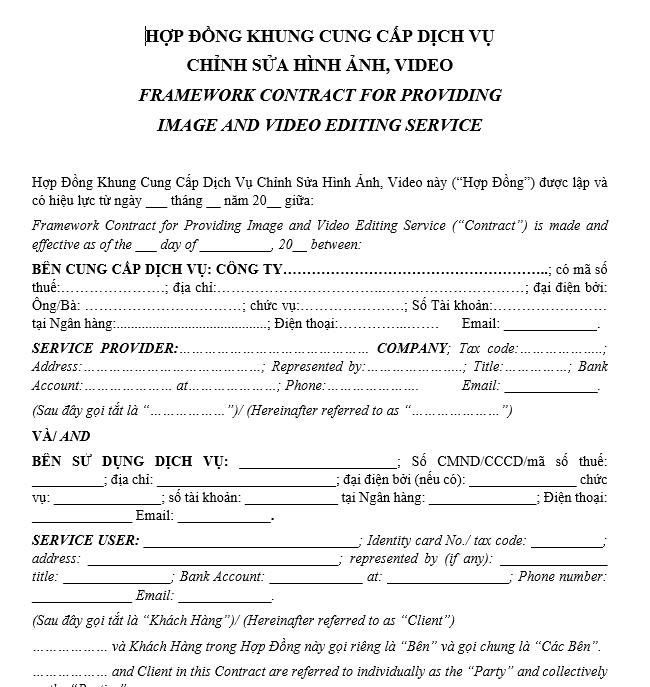 HỢP ĐỒNG KHUNG CUNG CẤP DỊCH VỤ
CHỈNH SỬA HÌNH ẢNH, VIDEO
FRAMEWORK CONTRACT FOR PROVIDING
IMAGE AND VIDEO EDITING SERVICE
Hợp Đồng Khung Cung Cấp Dịch Vụ Chỉnh Sửa Hình Ảnh, Video này (“Hợp Đồng”) được lập và
có hiệu lực từ ngày ___ tháng __ năm 20__ giữa:
Framework Contract for Providing Image and Video Editing Service (“Contract”) is made and
effective as of the ___ day of __________, 20__ between:
BÊN CUNG CẤP DỊCH VỤ: CÔNG TY…………………………………………………..; có mã số
thuế:…………………; địa chỉ:……………………………………………………; đại diện bởi:
Ông/Bà: ……………………………; chức vụ:…………………; Số Tài khoản:……………………
tại Ngân hàng:...........................................; Điện thoại:…………..…… Email: _____________.
SERVICE PROVIDER:………………………………… COMPANY; Tax code:……………..;
Address:………………………………; Represented by:………………..; Title:…………; Bank
Account:…………………… at………………; Phone:……………… Email: _____________.
(Sau đây gọi tắt là “……………”)/ (Hereinafter referred to as “…………………”)
VÀ/ AND
BÊN SỬ DỤNG DỊCH VỤ: ______________________; Số CMND/CCCD/mã số thuế:
__________; địa chỉ: _________________________; đại diện bởi (nếu có): _______________ chức
vụ: _______________; số tài khoản: _____________ tại Ngân hàng: _______________; Điện thoại:
______________ Email: _____________.
SERVICE USER: ______________________________; Identity card No./ tax code: __________;
address: ___________________________________; represented by (if any): _______________
title: _______________; Bank Account: _____________ at: _________________; Phone number:
______________ Email: _____________.
(Sau đây gọi tắt là “Khách Hàng”)/ (Hereinafter referred to as “Client”)
……………… và Khách Hàng trong Hợp Đồng này gọi riêng là “Bên” và gọi chung là “Các Bên”.
……………… and Client in this Contract are referred to individually as the “Party” and collectively